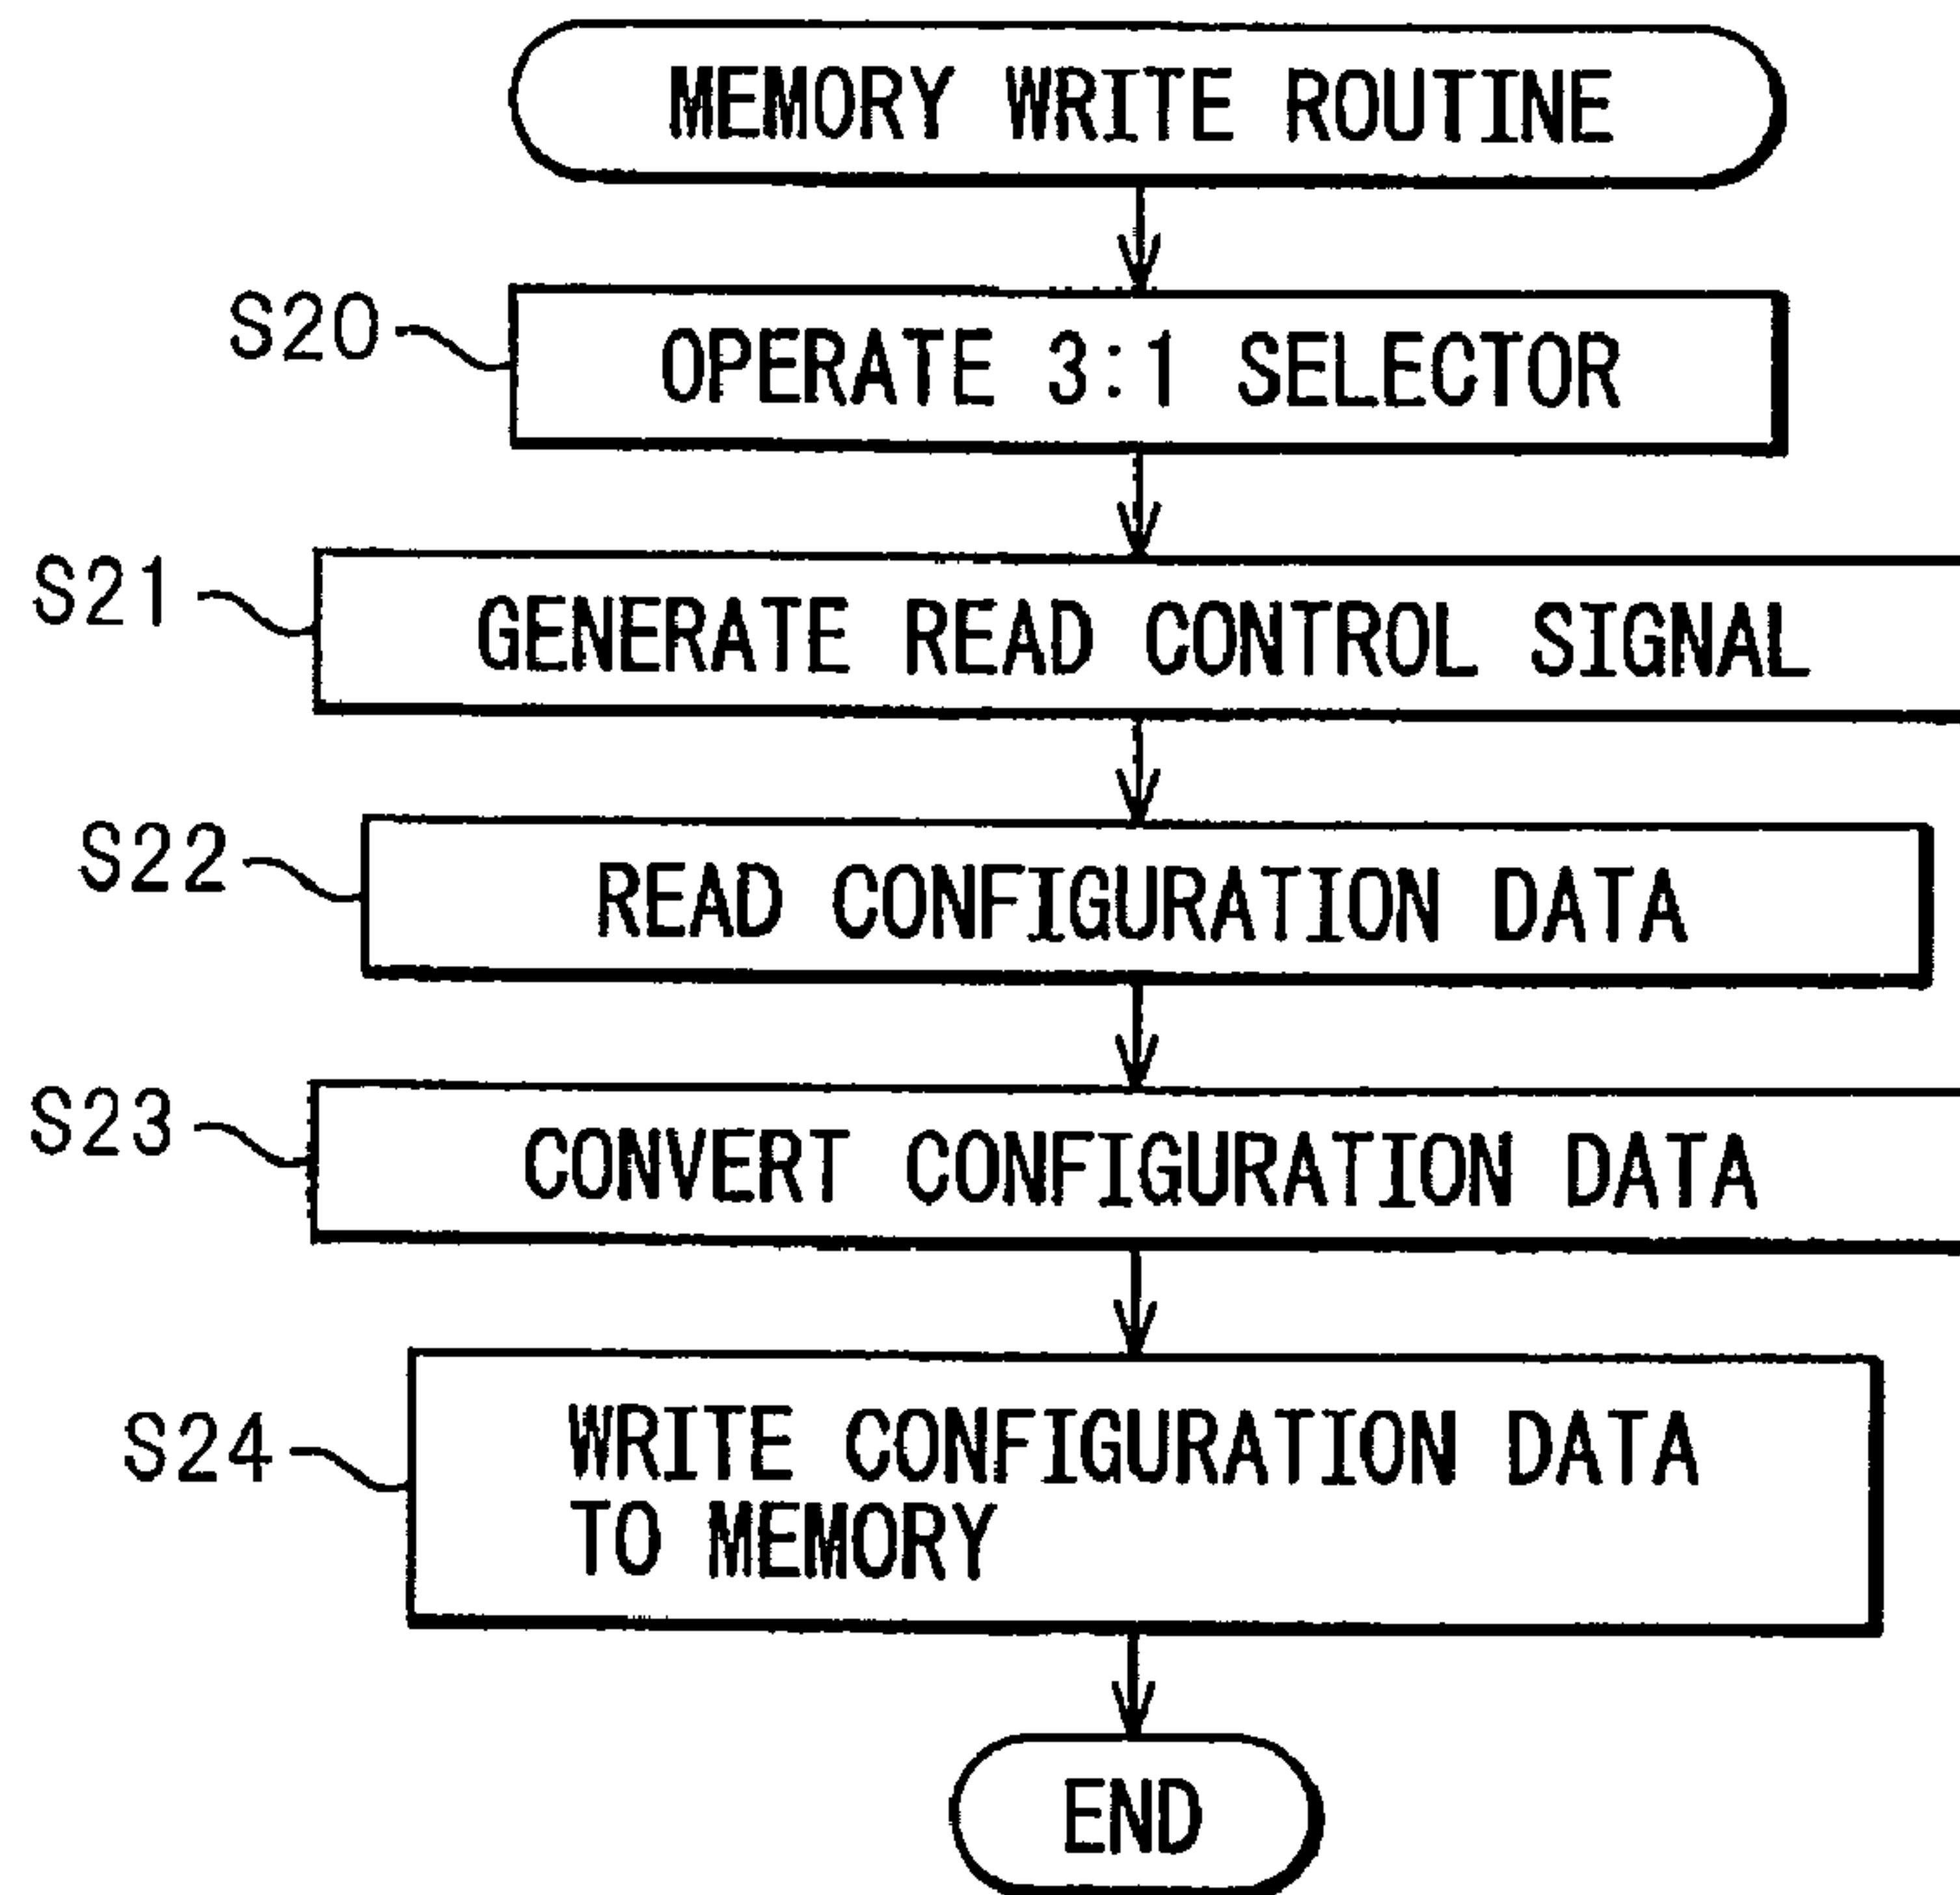 MEMORY WRITE ROUTINE
S20
OPERATE 3:1 SELECTOR
S21
GENERATE READ CONTROL SIGNAL
S22
READ CONFIGURATION DATA
S23
CONVERT CONFIGURATION DATA
S24
WRITE CONFIGURATION DATA
TO MEMORY
END